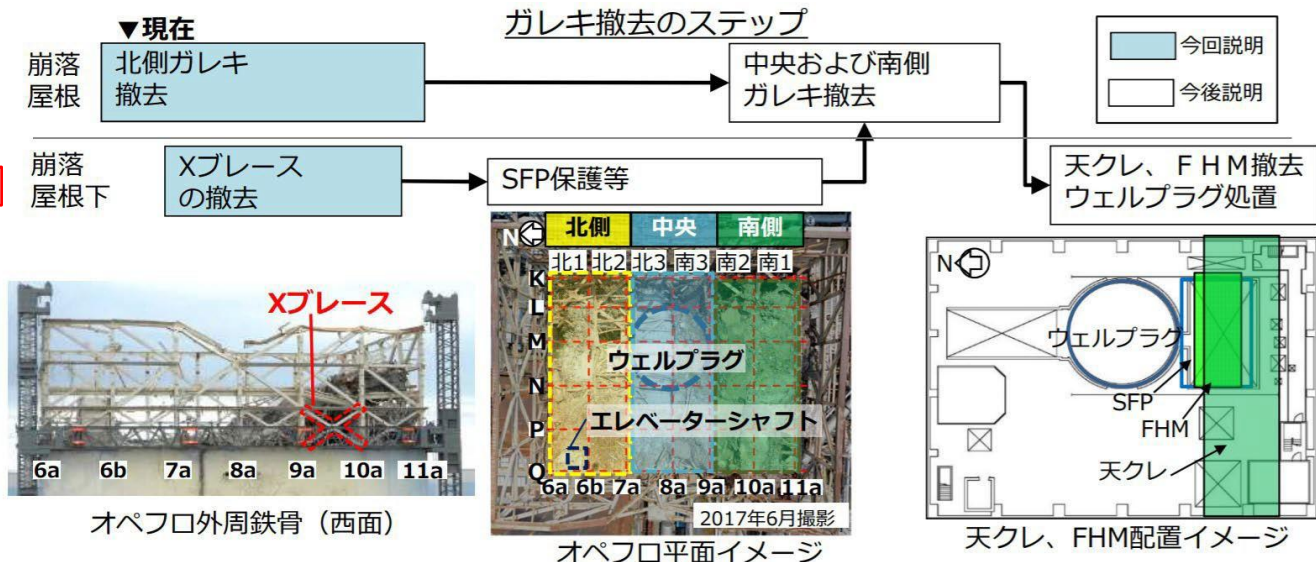 ガレキ撤去のステップ
▼現在
崩落
屋根
北側ガレキ
撤去
中央および南側
ガレキ撤去
今回説明
今後説明
崩落
屋根下
Xブレース
の撤去
SFP保護等
天クレ、ＦＨＭ撤去
ウェルプラグ処置
Xブレース
6a 6b 7a 8a 9a 10a 11a
オペフロ外周鉄骨（西面）
N
北側 中央 南側
北1 北2 北3 南3 南2 南1
K
L
M
ウェルプラグ
N
エレベーターシャフト
P
Q
6a 6b 7a 8a 9a 10a 11a
2017年6月撮影
オペフロ平面イメージ
N
ウェルプラグ
SFP
FHM
天クレ
天クレ、FHM配置イメージ